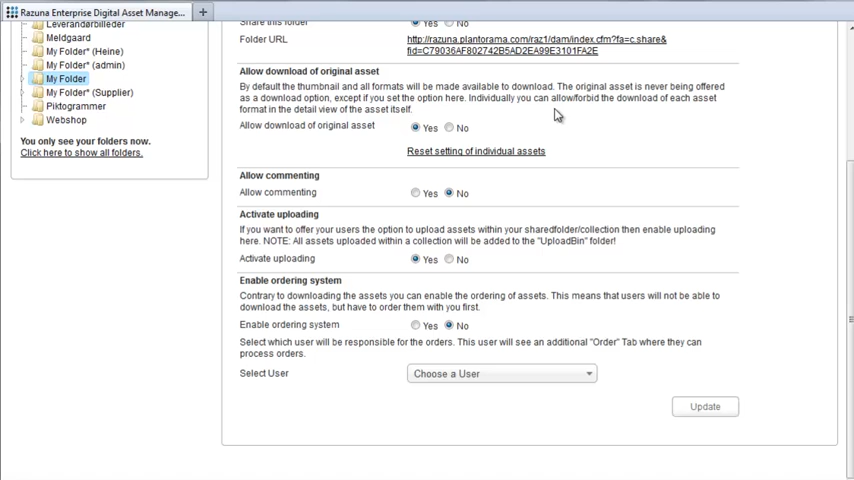 Razuna Enterprise Digital Asset Manage...
+
Leverandørbilleder
Meldgaard
My Folder* (Heine)
My Folder* (admin)
My Folder
My Folder* (Supplier)
Piktogrammer
Webshop
You only see your folders now.
Click here to show all folders.
Share this folder Yes No
Folder URL http://razuna.plantorama.com/raz1/dam/index.cfm?fa=c.share&
fid=C79036AF802742B5AD2EA99E3101FA2E
Allow download of original asset
By default the thumbnail and all formats will be made available to download. The original asset is never being offered
as a download option, except if you set the option here. Individually you can allow/forbid the download of each asset
format in the detail view of the asset itself.
Allow download of original asset Yes No
Reset setting of individual assets
Allow commenting
Allow commenting Yes No
Activate uploading
If you want to offer your users the option to upload assets within your sharedfolder/collection then enable uploading
here. NOTE: All assets uploaded within a collection will be added to the "UploadBin" folder!
Activate uploading Yes No
Enable ordering system
Contrary to downloading the assets you can enable the ordering of assets. This means that users will not be able to
download the assets, but have to order them with you first.
Enable ordering system Yes No
Select which user will be responsible for the orders. This user will see an additional "Order" Tab where they can
process orders.
Select User Choose a User
Update